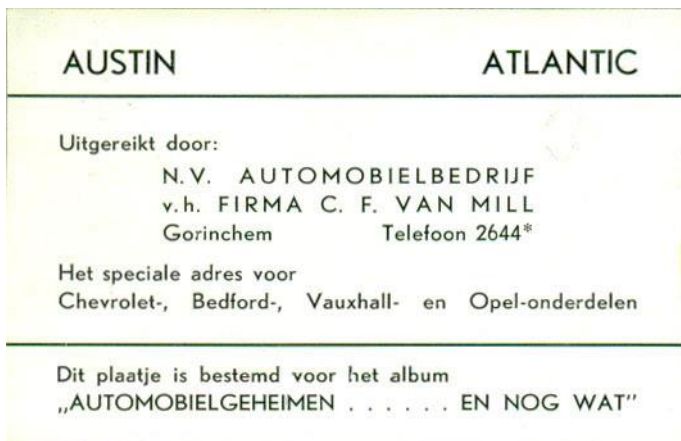 AUSTIN ATLANTIC
Uitgereikt door:
N.V. AUTOMOBIELBEDRIJF
v.h. FIRMA C. F. VAN MILL
Gorinchem Telefoon 2644*
Het speciale adres voor
Chevrolet-, Bedford-, Vauxhall- en Opel-onderdelen
Dit plaatje is bestemd voor het album
„AUTOMOBIELGEHEIMEN . . . . . . EN NOG WAT”